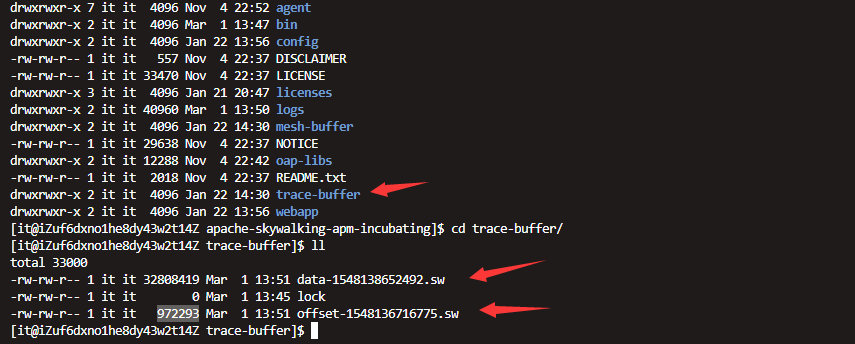 drwxrwxr-x 7 it it  4096 Nov  4 22:52 agent
drwxrwxr-x 2 it it  4096 Mar  1 13:47 bin
drwxrwxr-x 2 it it  4096 Jan 22 13:56 config
-rw-rw-r-- 1 it it   557 Nov  4 22:37 DISCLAIMER
-rw-rw-r-- 1 it it 33470 Nov  4 22:37 LICENSE
drwxrwxr-x 3 it it  4096 Jan 21 20:47 licenses
drwxrwxr-x 2 it it 40960 Mar  1 13:50 logs
drwxrwxr-x 2 it it  4096 Jan 22 14:30 mesh-buffer
-rw-rw-r-- 1 it it 29638 Nov  4 22:37 NOTICE
drwxrwxr-x 2 it it 12288 Nov  4 22:42 oap-libs
-rw-rw-r-- 1 it it  2018 Nov  4 22:37 README.txt
drwxrwxr-x 2 it it  4096 Jan 22 14:30 trace-buffer
drwxrwxr-x 2 it it  4096 Jan 22 13:56 webapp
[it@iZuf6dxno1he8dy43w2t14Z apache-skywalking-apm-incubating]$ cd trace-buffer/
[it@iZuf6dxno1he8dy43w2t14Z trace-buffer]$ ll
total 33000
-rw-rw-r-- 1 it it 32808419 Mar  1 13:51 data-1548138652492.sw
-rw-rw-r-- 1 it it        0 Mar  1 13:45 lock
-rw-rw-r-- 1 it it   972293 Mar  1 13:51 offset-1548136716775.sw
[it@iZuf6dxno1he8dy43w2t14Z trace-buffer]$